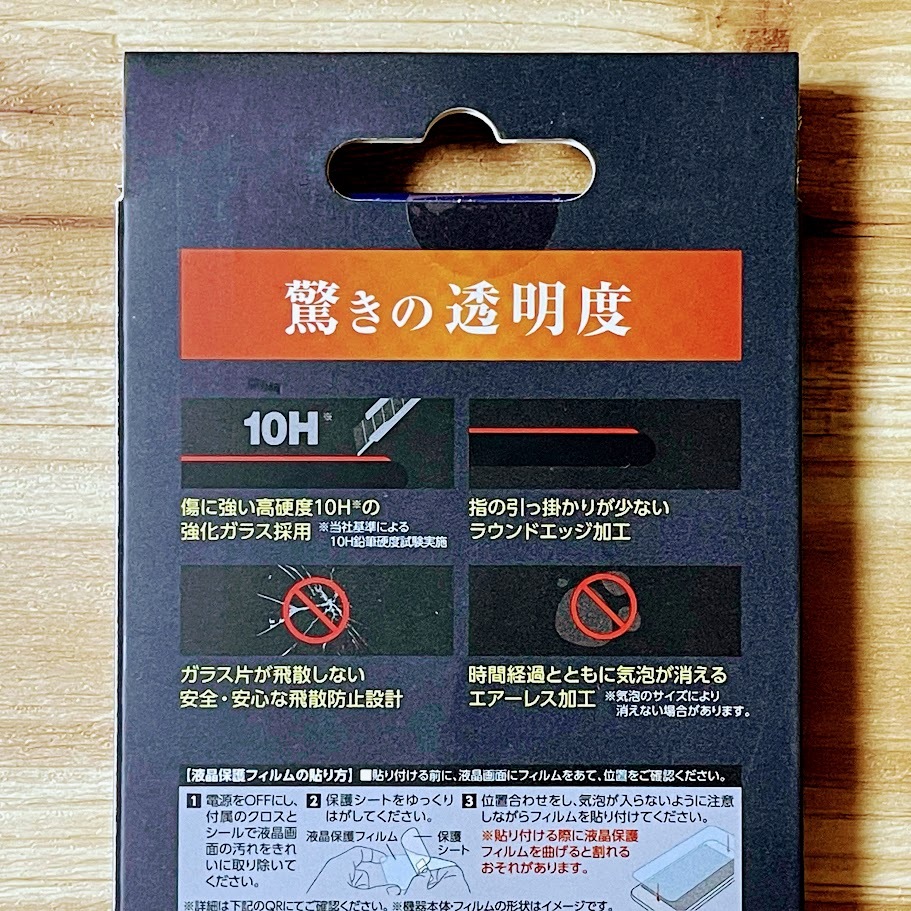 驚きの透明度
10H※
傷に強い高硬度10H※の
強化ガラス採用 ※当社基準による
10H鉛筆硬度試験実施
指の引っ掛かりが少ない
ラウンドエッジ加工
ガラス片が飛散しない
安全・安心な飛散防止設計
時間経過とともに気泡が消える
エアーレス加工 ※気泡のサイズにより
消えない場合があります。
【液晶保護フィルムの貼り方】 ■貼り付ける前に、液晶画面にフィルムをあて、位置をご確認ください。
1 電源をOFFにし、
付属のクロスと
シールで液晶画
面の汚れをきれ
いに取り除いて
ください。
2 保護シートをゆっくり
はがしてください。
液晶保護フィルム
保護
シート
3 位置合わせをし、気泡が入らないように注意
しながらフィルムを貼り付けてください。
※貼り付ける際に液晶保護
フィルムを曲げると割れる
おそれがあります。
※詳細は下記のQRにてご確認ください。※機器本体・フィルムの形状はイメージです。